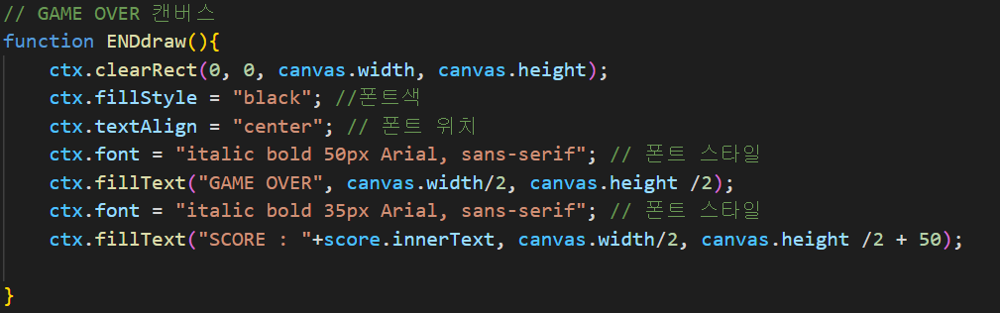 // GAME OVER 캔버스
function ENDdraw(){
    ctx.clearRect(0, 0, canvas.width, canvas.height);
    ctx.fillStyle = "black"; //폰트색
    ctx.textAlign = "center"; // 폰트 위치
    ctx.font = "italic bold 50px Arial, sans-serif"; // 폰트 스타일
    ctx.fillText("GAME OVER", canvas.width/2, canvas.height /2);
    ctx.font = "italic bold 35px Arial, sans-serif"; // 폰트 스타일
    ctx.fillText("SCORE : "+score.innerText, canvas.width/2, canvas.height /2 + 50);
}